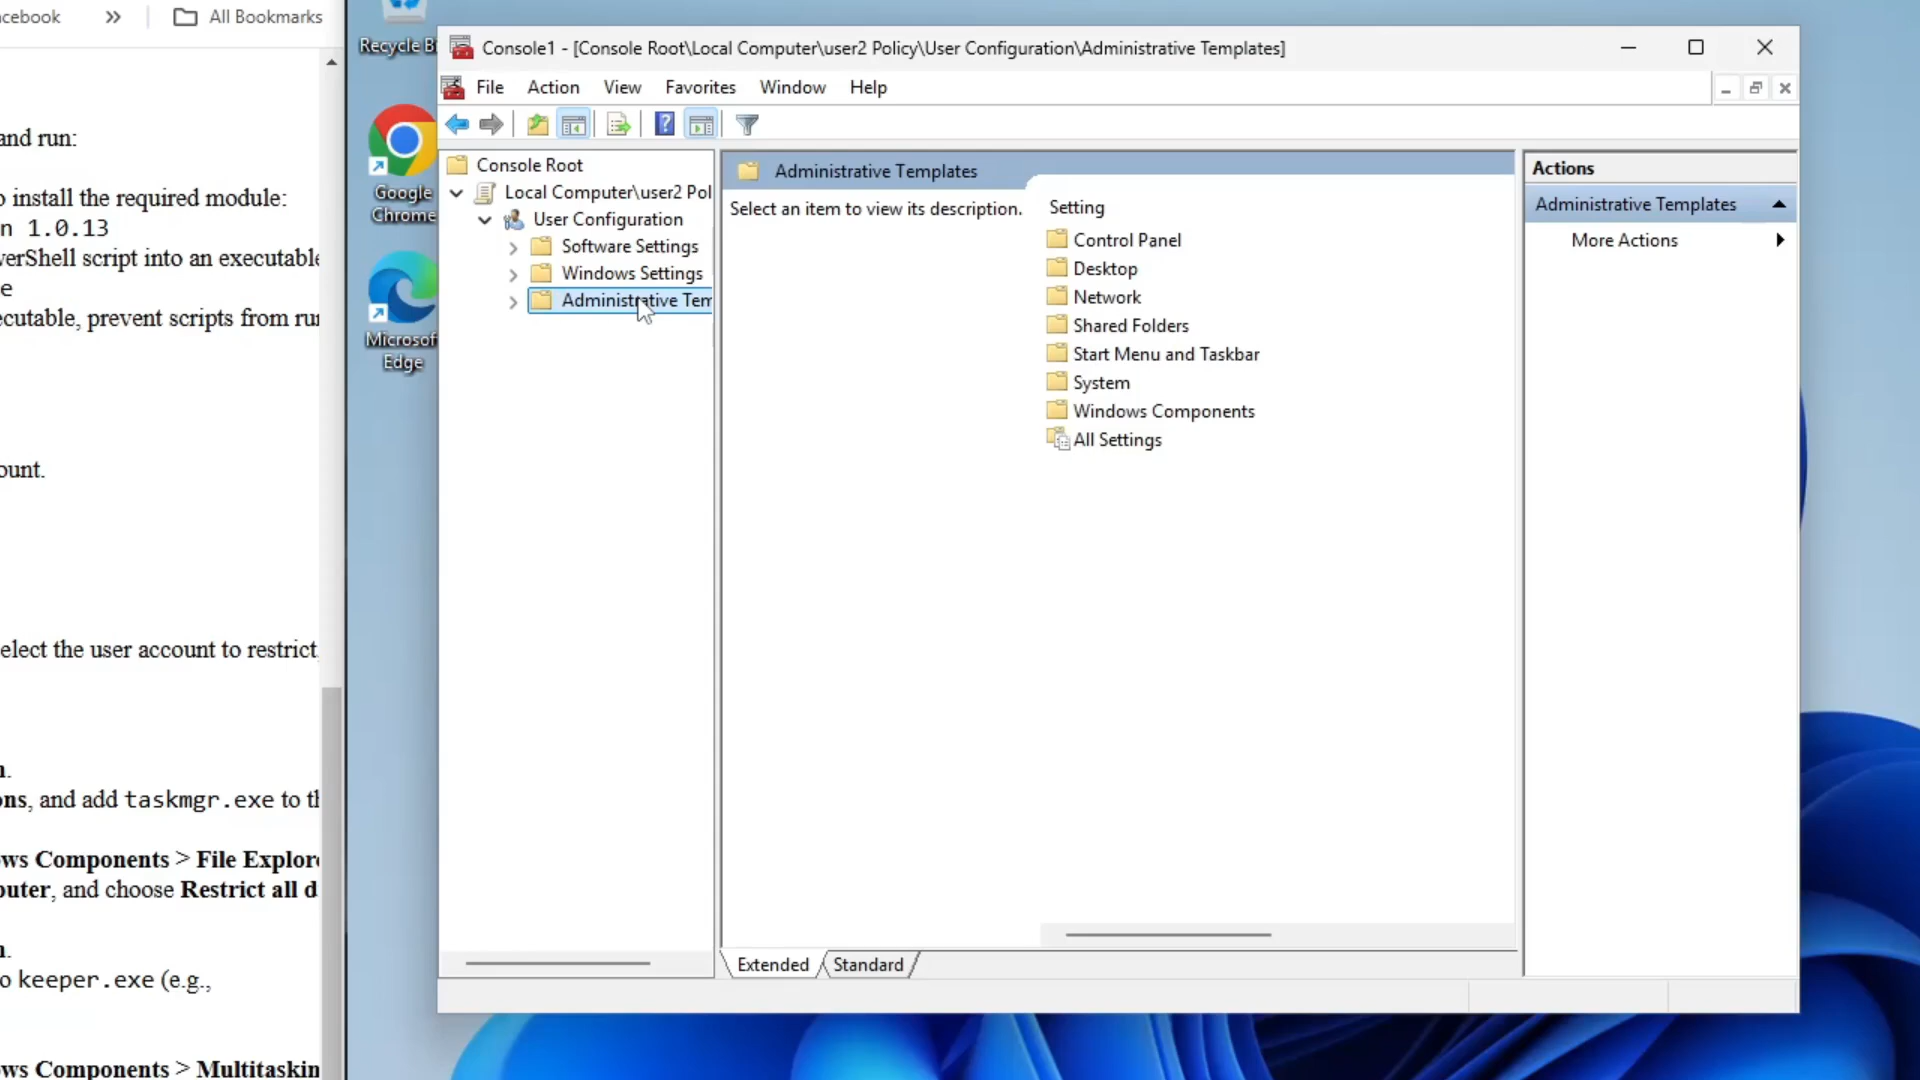 cebook
»
All Bookmarks
and run:
o install the required module:
n 1.0.13
verShell script into an executable
e
ecutable, prevent scripts from ru
ount.
elect the user account to restrict,
n.
ons, and add taskmgr.exe to th
ws Components > File Explor
puter, and choose Restrict all d
n.
o keeper.exe (e.g.,
ws Components > Multitaskin
Recycle Bi
Google
Chrome
Microsof
Edge
Console1 - [Console Root\Local Computer\user2 Policy\User Configuration\Administrative Templates]
File Action View Favorites Window Help
Console Root
Local Computer\user2 Pol
User Configuration
Software Settings
Windows Settings
Administrative Tem
Administrative Templates
Select an item to view its description.
Setting
Control Panel
Desktop
Network
Shared Folders
Start Menu and Taskbar
System
Windows Components
All Settings
Extended
Standard
Actions
Administrative Templates
More Actions